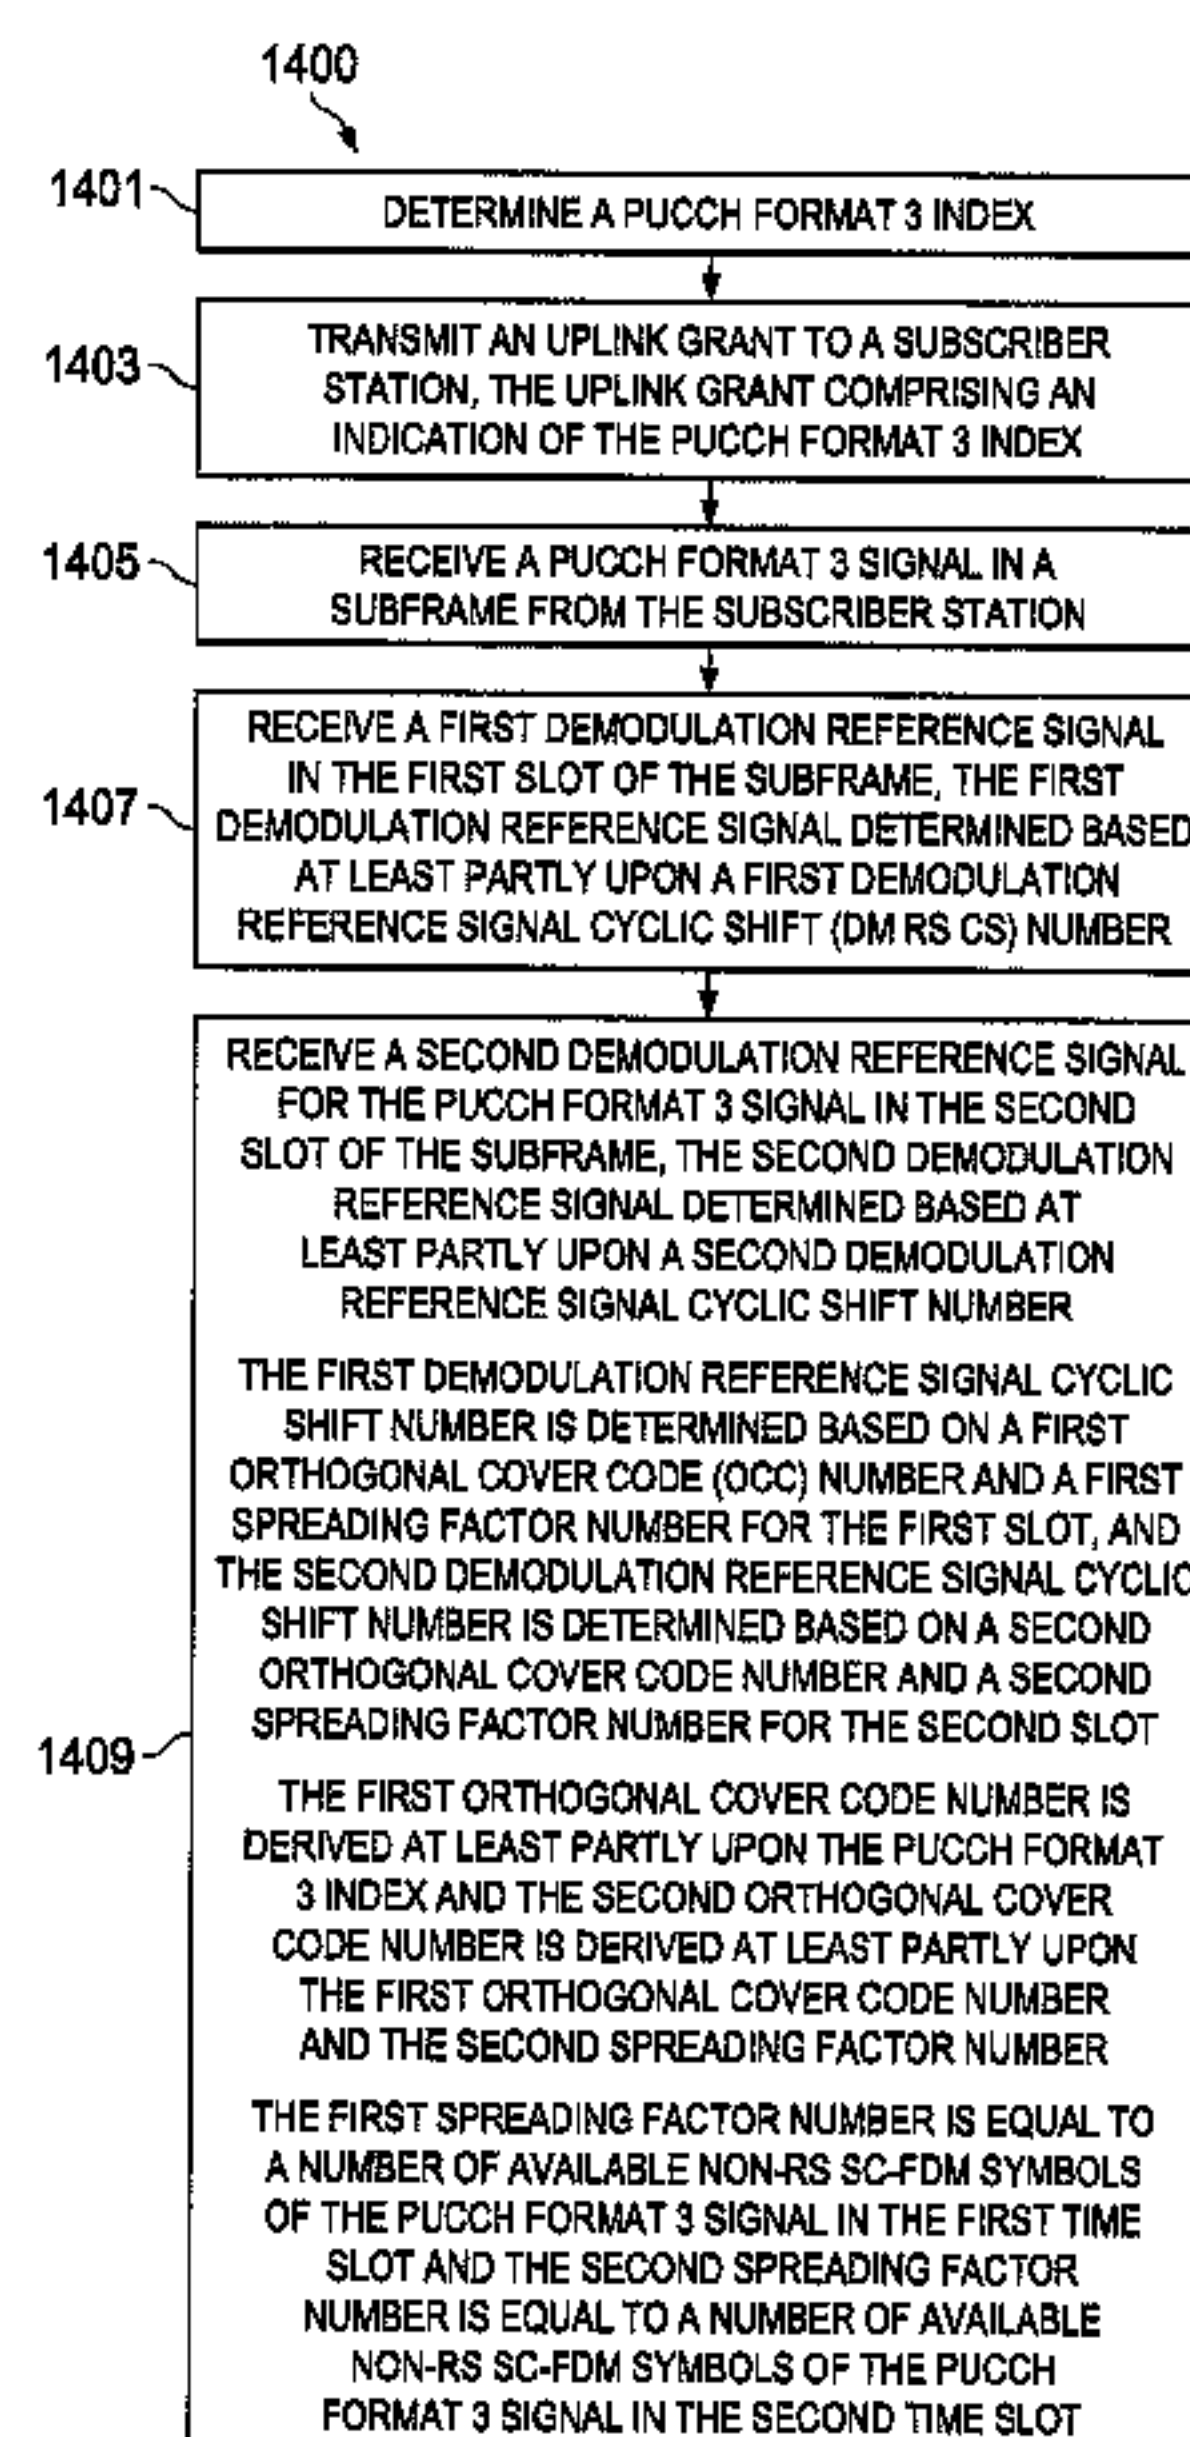 1400
1401
DETERMINE A PUCCH FORMAT 3 INDEX
1403
TRANSMIT AN UPLINK GRANT TO A SUBSCRIBER
STATION, THE UPLINK GRANT COMPRISING AN
INDICATION OF THE PUCCH FORMAT 3 INDEX
1405
RECEIVE A PUCCH FORMAT 3 SIGNAL IN A
SUBFRAME FROM THE SUBSCRIBER STATION
1407
RECEIVE A FIRST DEMODULATION REFERENCE SIGNAL
IN THE FIRST SLOT OF THE SUBFRAME, THE FIRST
DEMODULATION REFERENCE SIGNAL DETERMINED BASED
AT LEAST PARTLY UPON A FIRST DEMODULATION
REFERENCE SIGNAL CYCLIC SHIFT (DM RS CS) NUMBER
1409
RECEIVE A SECOND DEMODULATION REFERENCE SIGNAL
FOR THE PUCCH FORMAT 3 SIGNAL IN THE SECOND
SLOT OF THE SUBFRAME, THE SECOND DEMODULATION
REFERENCE SIGNAL DETERMINED BASED AT
LEAST PARTLY UPON A SECOND DEMODULATION
REFERENCE SIGNAL CYCLIC SHIFT NUMBER
THE FIRST DEMODULATION REFERENCE SIGNAL CYCLIC
SHIFT NUMBER IS DETERMINED BASED ON A FIRST
ORTHOGONAL COVER CODE (OCC) NUMBER AND A FIRST
SPREADING FACTOR NUMBER FOR THE FIRST SLOT, AND
THE SECOND DEMODULATION REFERENCE SIGNAL CYCLIC
SHIFT NUMBER IS DETERMINED BASED ON A SECOND
ORTHOGONAL COVER CODE NUMBER AND A SECOND
SPREADING FACTOR NUMBER FOR THE SECOND SLOT
THE FIRST ORTHOGONAL COVER CODE NUMBER IS
DERIVED AT LEAST PARTLY UPON THE PUCCH FORMAT
3 INDEX AND THE SECOND ORTHOGONAL COVER
CODE NUMBER IS DERIVED AT LEAST PARTLY UPON
THE FIRST ORTHOGONAL COVER CODE NUMBER
AND THE SECOND SPREADING FACTOR NUMBER
THE FIRST SPREADING FACTOR NUMBER IS EQUAL TO
A NUMBER OF AVAILABLE NON-RS SC-FDM SYMBOLS
OF THE PUCCH FORMAT 3 SIGNAL IN THE FIRST TIME
SLOT AND THE SECOND SPREADING FACTOR
NUMBER IS EQUAL TO A NUMBER OF AVAILABLE
NON-RS SC-FDM SYMBOLS OF THE PUCCH
FORMAT 3 SIGNAL IN THE SECOND TIME SLOT